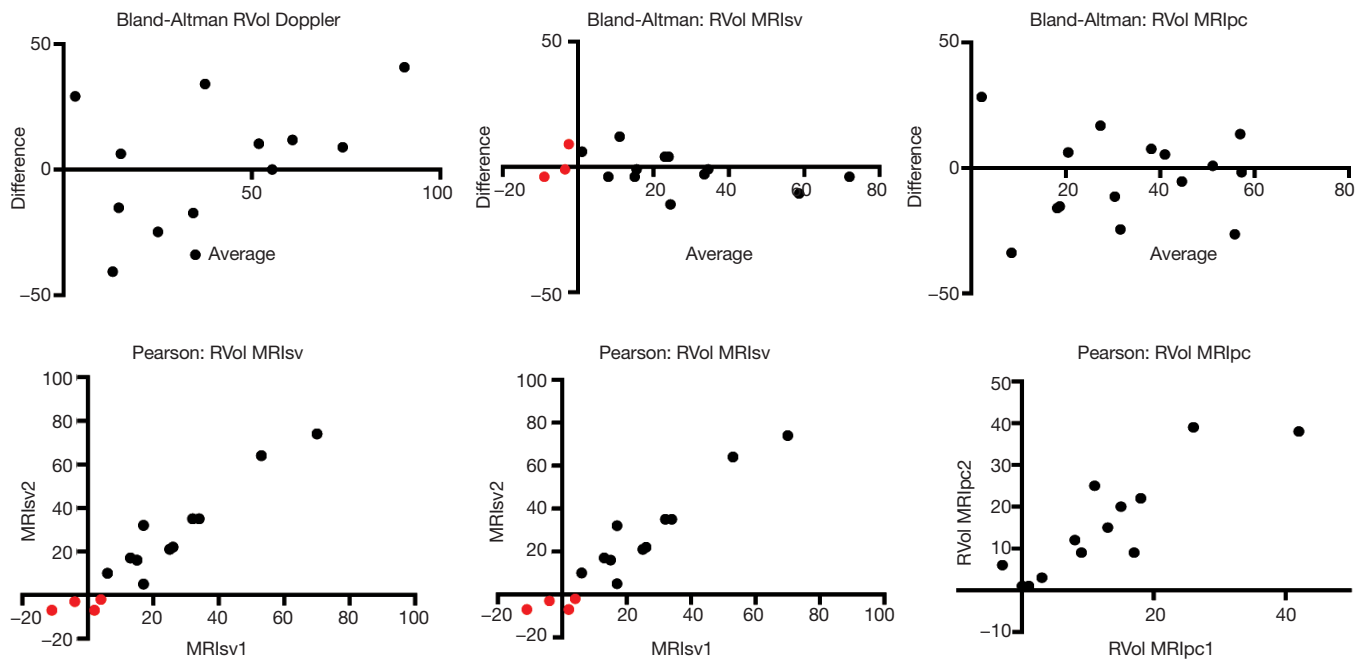 Bland-Altman RVol Doppler
50
Difference
0
50
100
Average
−50
Bland-Altman: RVol MRIsv
50
Difference
−20
20
40
60
80
Average
−50
Bland-Altman: RVol MRIpc
50
Difference
0
20
40
60
80
Average
−50
Pearson: RVol MRIsv
100
80
60
40
20
−20
MRIsv2
−20
20
40
60
80
100
MRIsv1
Pearson: RVol MRIsv
100
80
60
40
20
−20
MRIsv2
−20
20
40
60
80
100
MRIsv1
Pearson: RVol MRIpc
50
40
30
20
10
−10
RVol MRIpc2
20
40
RVol MRIpc1